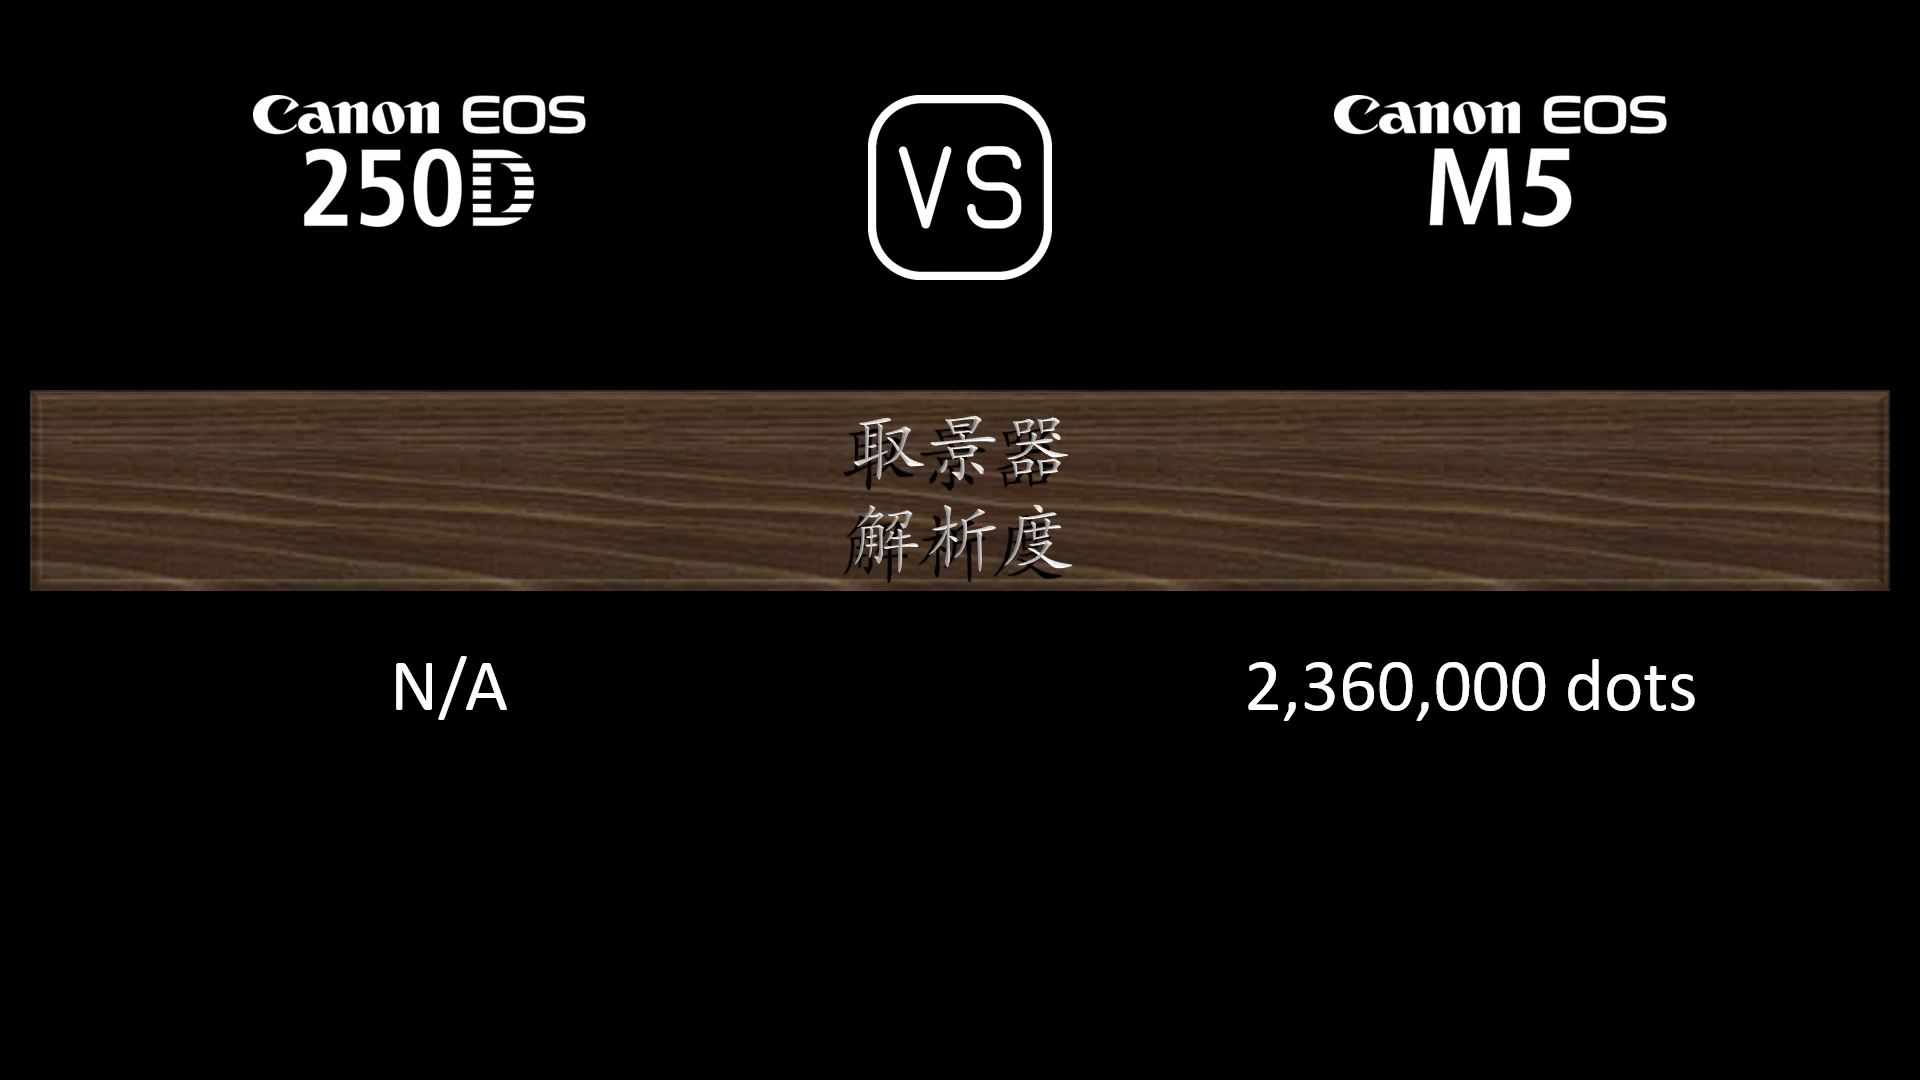 Canon EOS
250D
VS
Canon EOS
M5
取景器
解析度
N/A
2,360,000 dots